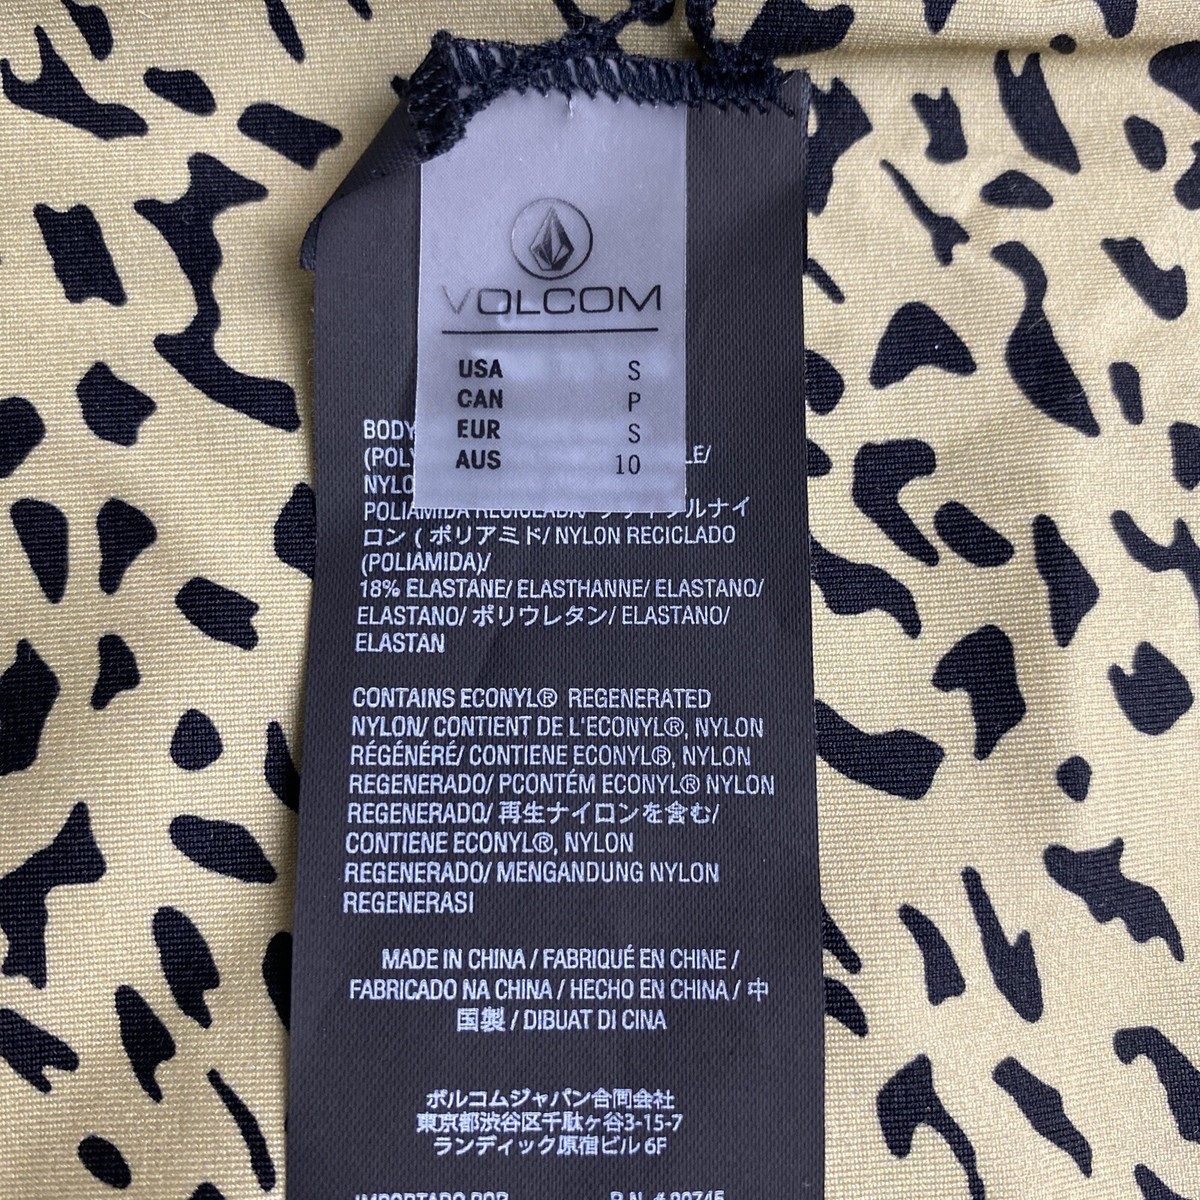 VOLCOM
USA S
CAN P
EUR S
AUS 10
BODY
LE/
POLIAMIDA RECICLADA/
ロン ( ポリアミド/ NYLON RECICLADO
(POLIAMIDA)/
18% ELASTANE/ ELASTHANNE/ ELASTANO/
ELASTANO/ ポリウレタン/ ELASTANO/
ELASTAN
CONTAINS ECONYL® REGENERATED
NYLON/ CONTIENT DE L'ECONYL®, NYLON
RÉGÉNÉRÉ/ CONTIENE ECONYL®, NYLON
REGENERADO/ PCONTÉM ECONYL® NYLON
REGENERADO/ 再生ナイロンを含む/
CONTIENE ECONYL®, NYLON
REGENERADO/ MENGANDUNG NYLON
REGENERASI
MADE IN CHINA / FABRIQUÉ EN CHINE /
FABRICADO NA CHINA / HECHO EN CHINA / 中
国製 / DIBUAT DI CINA
ボルコムジャパン合同会社
東京都渋谷区千駄ヶ谷3-15-7
ランディック原宿ビル 6F
IMPORTADO POR
R.N. # 90745